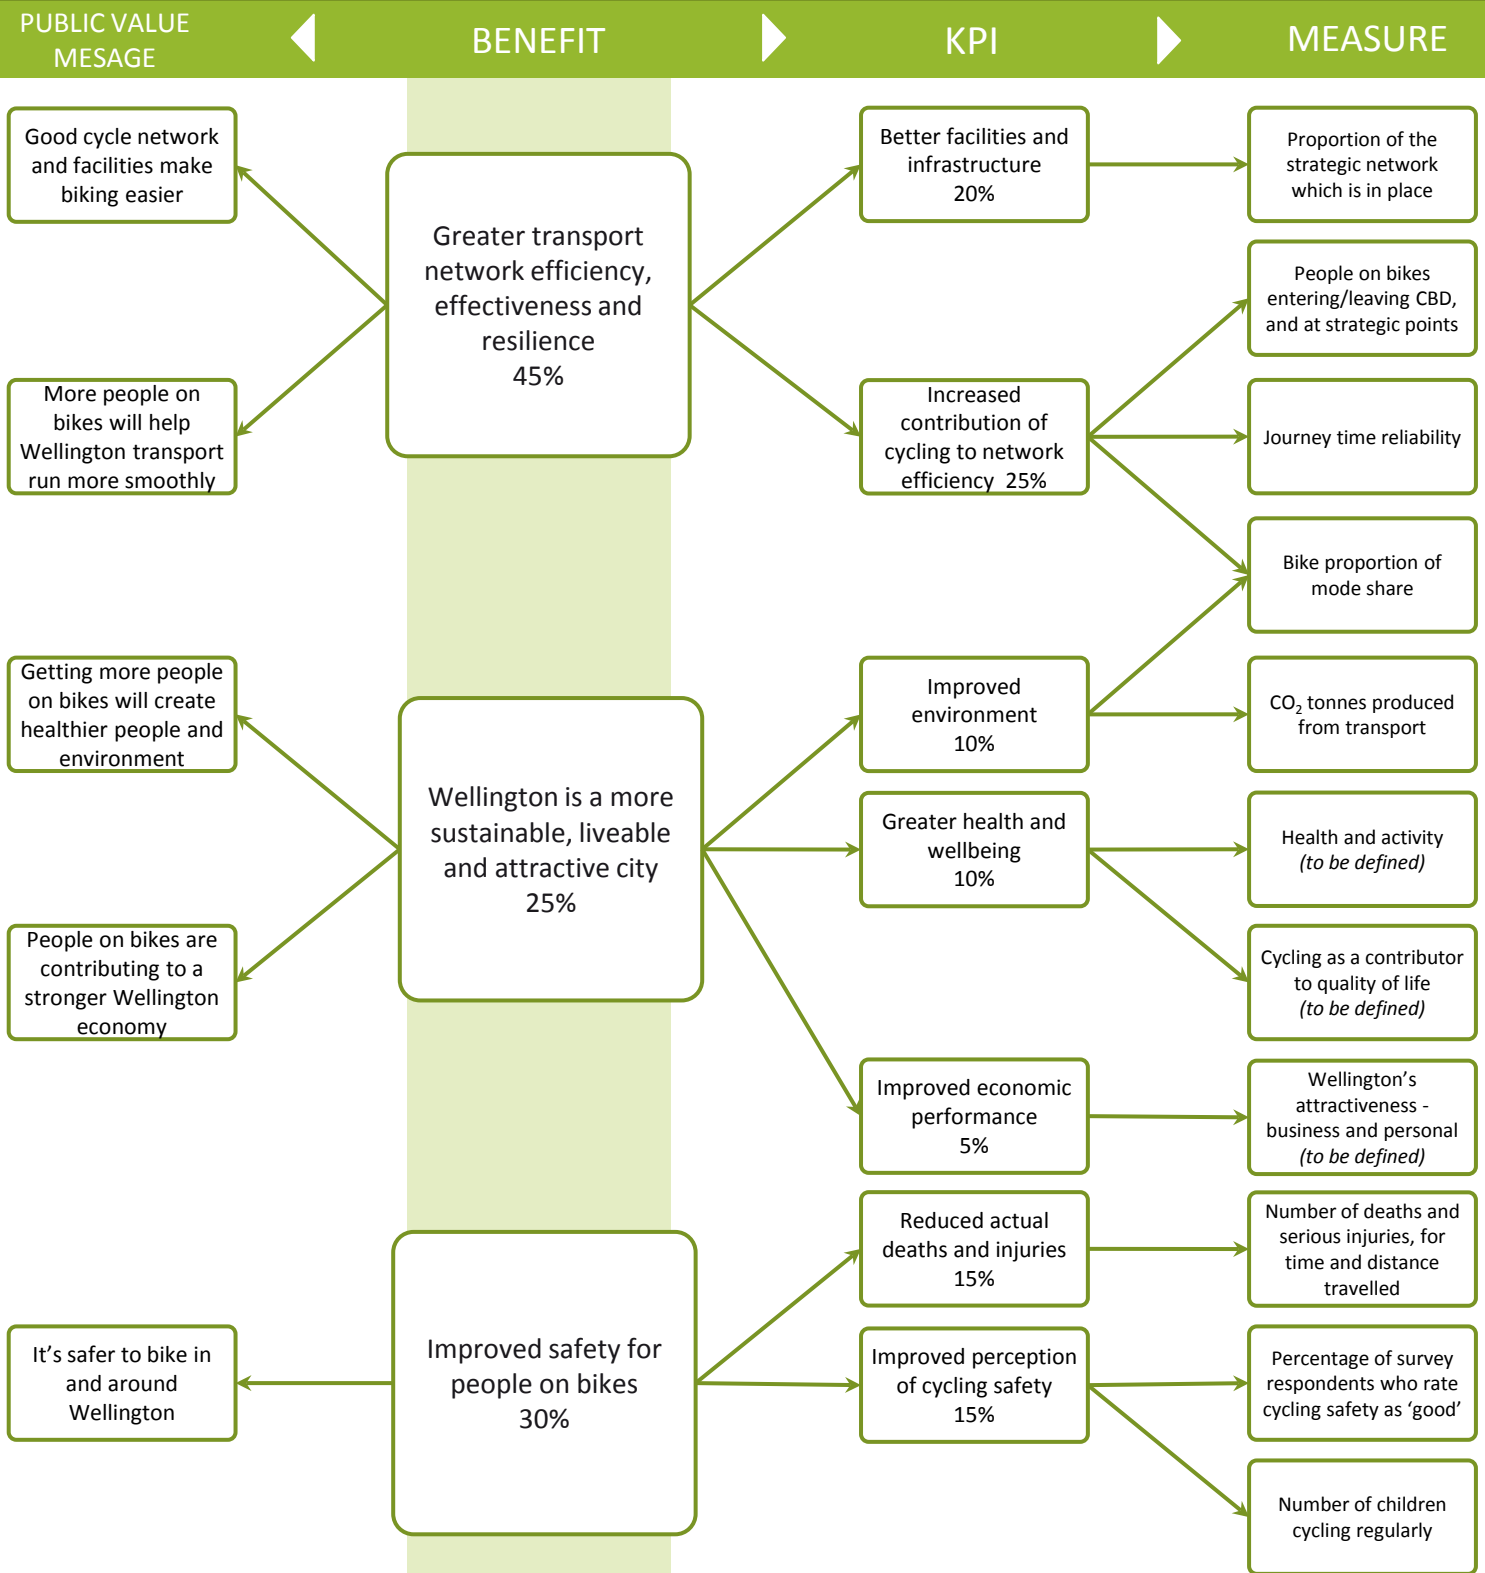 PUBLIC VALUE
MESAGE
BENEFIT
KPI
MEASURE
Good cycle network
and facilities make
biking easier
More people on
bikes will help
Wellington transport
run more smoothly
Getting more people
on bikes will create
healthier people and
environment
People on bikes are
contributing to a
stronger Wellington
economy
It's safer to bike in
and around
Wellington
Greater transport
network efficiency,
effectiveness and
resilience
45%
Wellington is a more
sustainable, liveable
and attractive city
25%
Improved safety for
people on bikes
30%
Better facilities and
infrastructure
20%
Increased
contribution of
cycling to network
efficiency 25%
Improved
environment
10%
Greater health and
wellbeing
10%
Improved economic
performance
5%
Reduced actual
deaths and injuries
15%
Improved perception
of cycling safety
15%
Proportion of the
strategic network
which is in place
People on bikes
entering/leaving CBD,
and at strategic points
Journey time reliability
Bike proportion of
mode share
CO₂ tonnes produced
from transport
Health and activity
(to be defined)
Cycling as a contributor
to quality of life
(to be defined)
Wellington's
attractiveness -
business and personal
(to be defined)
Number of deaths and
serious injuries, for
time and distance
travelled
Percentage of survey
respondents who rate
cycling safety as ‘good’
Number of children
cycling regularly